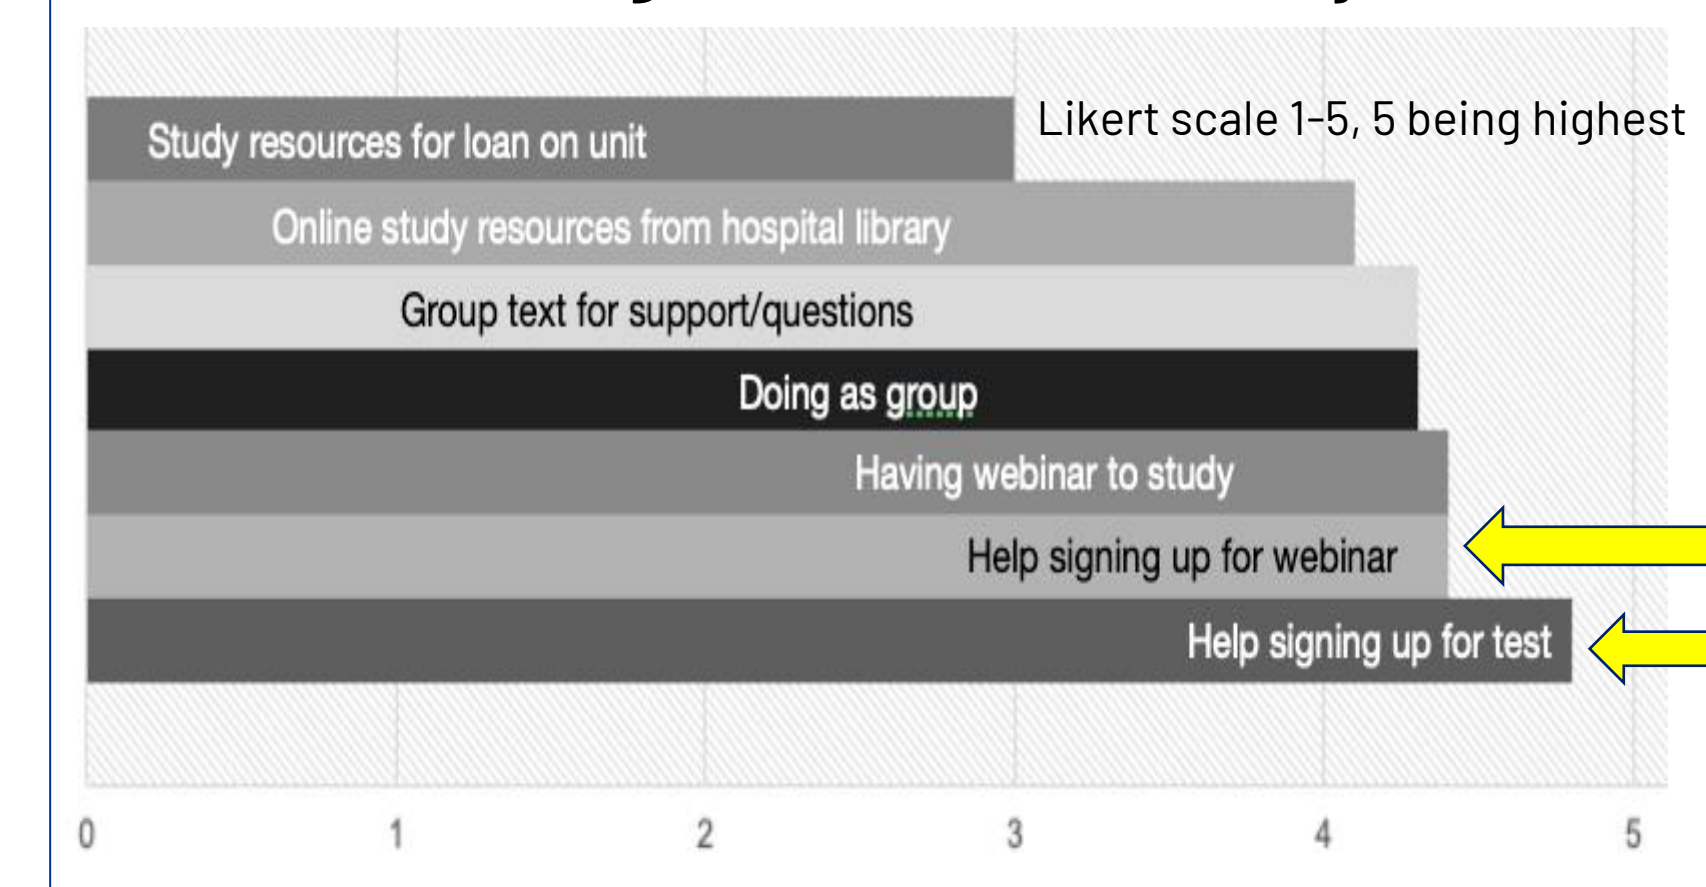 Likert scale 1-5, 5 being highest
Study resources for loan on unit
Online study resources from hospital library
Group text for support/questions
Doing as group
Having webinar to study
Help signing up for webinar
Help signing up for test
0 1 2 3 4 5